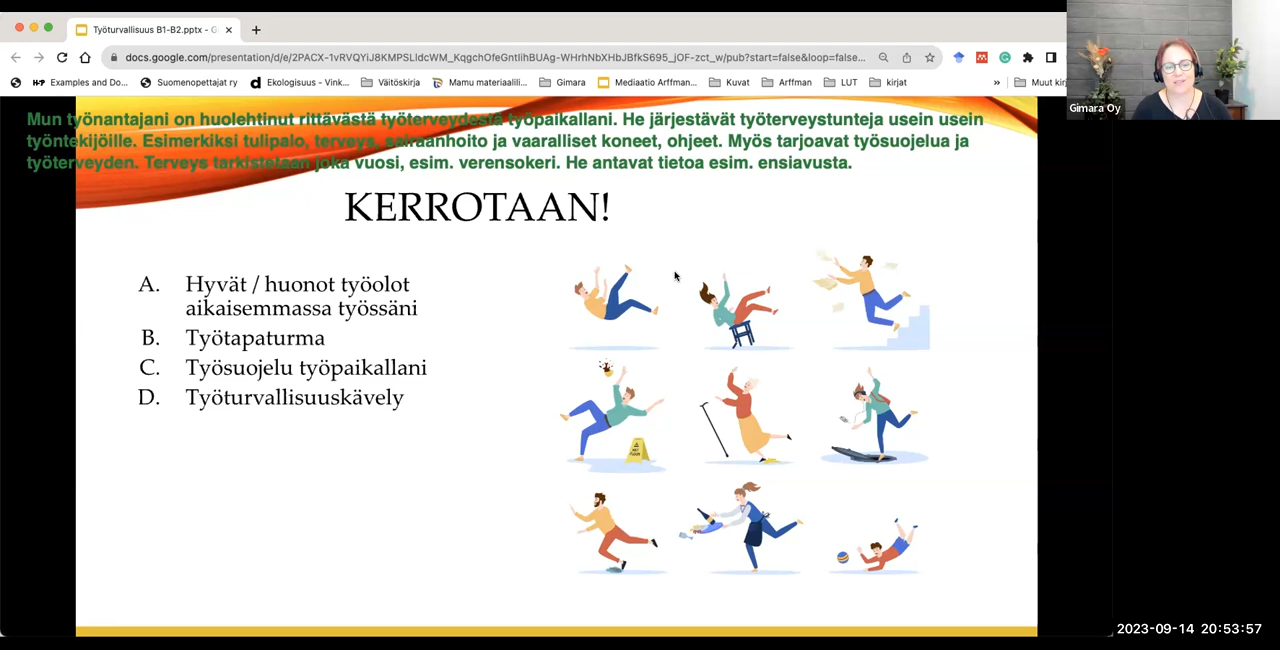 Työturvallisuus B1-B2.pptx - G
docs.google.com/presentation/d/e/2PACX-1vRVQYiJ8KMPSLldcWM_KqgchOfeGntlihBUAg-WHrhNbXHbJBfkS695_jOF-zct_w/pub?start=false&loop=false...
Examples and Do... Suomenopettajat ry Ekologisuus - Vink... Väitöskirja Mamu materiaalil... Gimara Mediaatio Arffman... Kuvat Arffman LUT kirjat » Muut kirj
Gimara Oy
Mun työnantajani on huolehtinut rittävästä työterveydestä työpaikallani. He järjestävät työterveystunteja usein usein
työntekijöille. Esimerkiksi tulipalo, terveys, sairaanhoito ja vaaralliset koneet, ohjeet. Myös tarjoavat työsuojelua ja
työterveyden. Terveys tarkistetaan joka vuosi, esim. verensokeri. He antavat tietoa esim. ensiavusta.
KERROTAAN!
A. Hyvät / huonot työolot
aikaisemmassa työssäni
B. Työtapaturma
C. Työsuojelu työpaikallani
D. Työturvallisuuskävely
2023-09-14 20:53:57